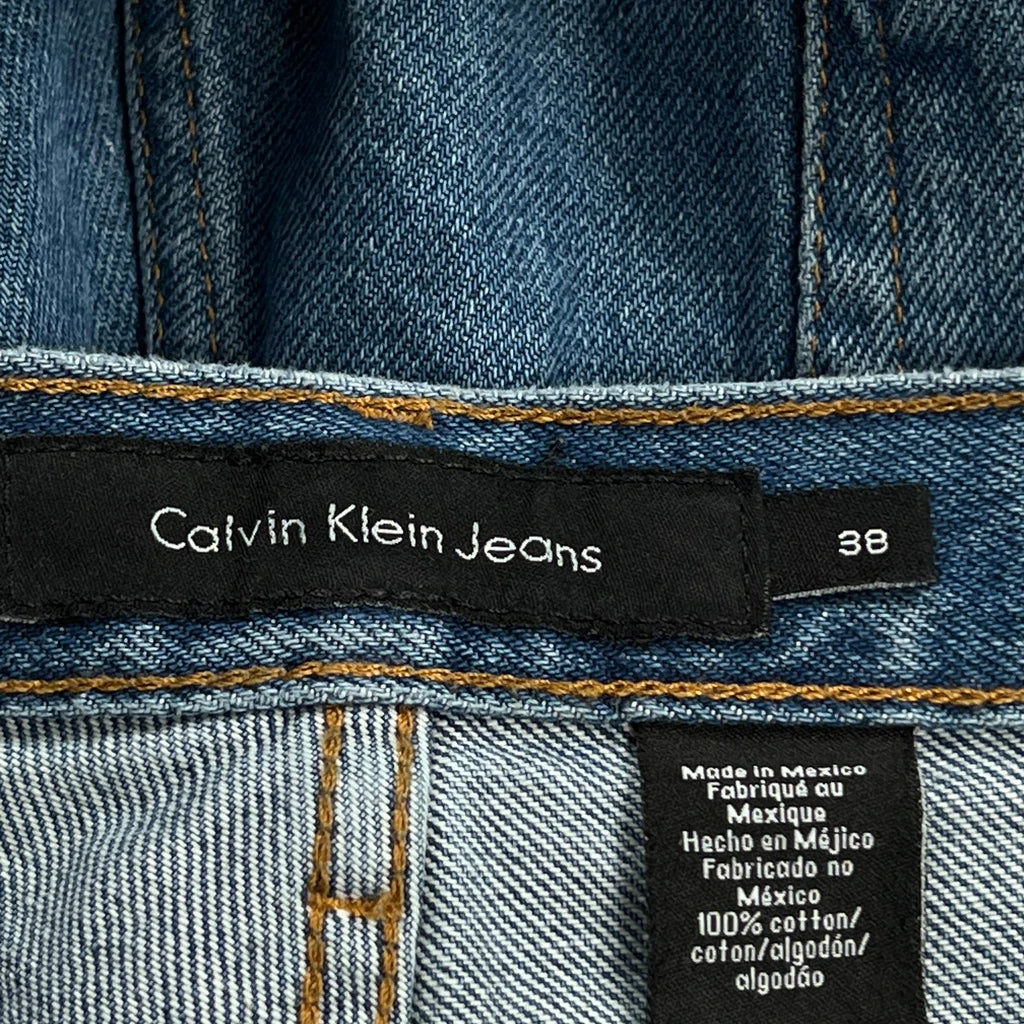 Calvin Klein Jeans
38
Made in Mexico
Fabriqué au
Mexique
Hecho en Méjico
Fabricado no
México
100% cotton/
coton/algodón/
algodão